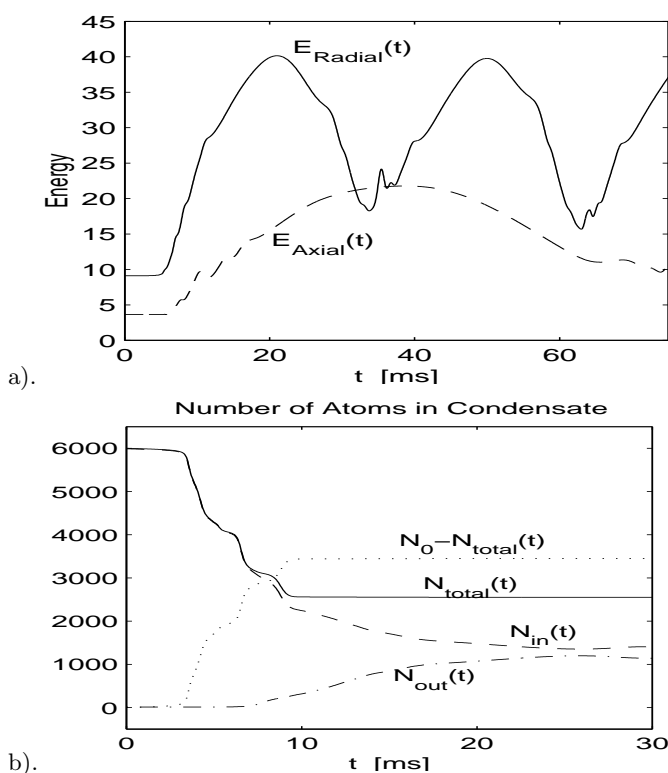 45
40
35
30
25
20
15
10
5
0
Energy
E_Radial(t)
E_Axial(t)
0 20 40 60
t [ms]
a).
Number of Atoms in Condensate
6000
5000
4000
3000
2000
1000
0
N_0−N_total(t)
N_total(t)
N_in(t)
N_out(t)
0 10 20 30
t [ms]
b).